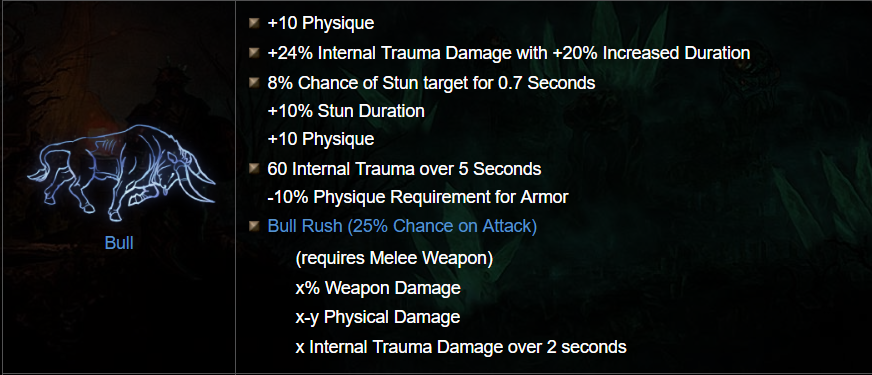 +10 Physique
+24% Internal Trauma Damage with +20% Increased Duration
8% Chance of Stun target for 0.7 Seconds
+10% Stun Duration
+10 Physique
60 Internal Trauma over 5 Seconds
-10% Physique Requirement for Armor
Bull Rush (25% Chance on Attack)
(requires Melee Weapon)
x% Weapon Damage
x-y Physical Damage
x Internal Trauma Damage over 2 seconds
Bull